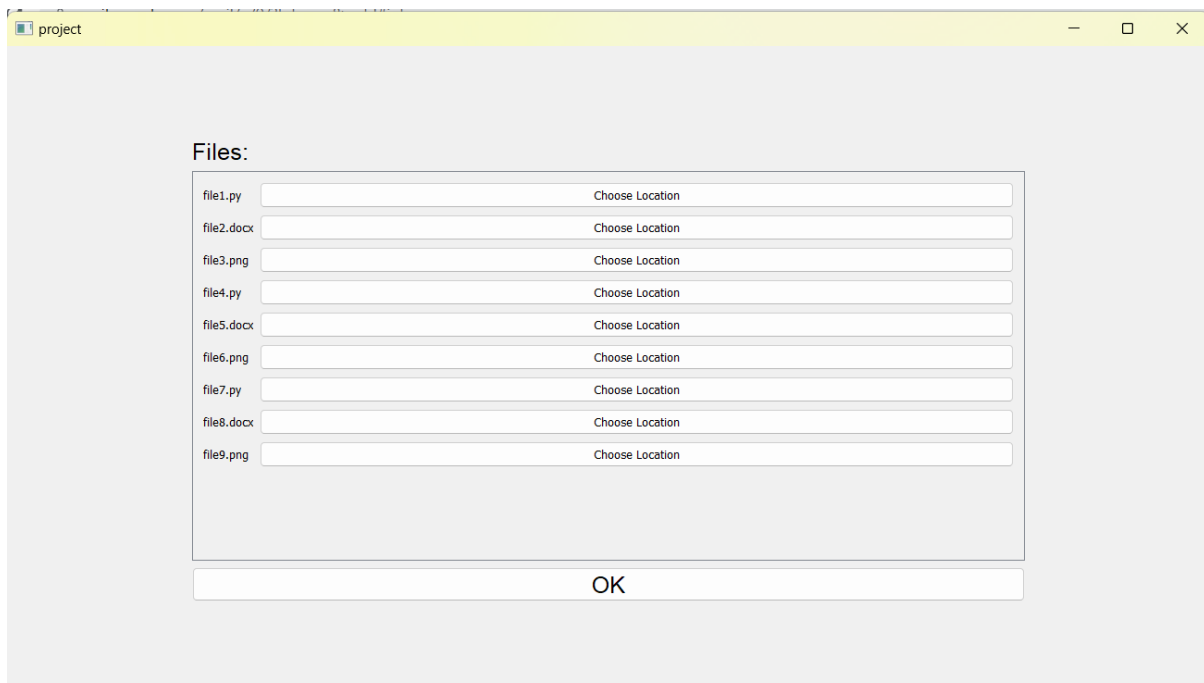 project
Files:
file1.py Choose Location
file2.docx Choose Location
file3.png Choose Location
file4.py Choose Location
file5.docx Choose Location
file6.png Choose Location
file7.py Choose Location
file8.docx Choose Location
file9.png Choose Location
OK